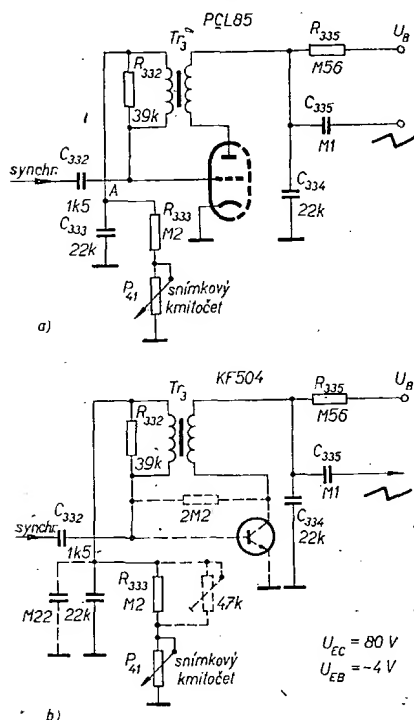 PCL85
Tr3
R335
UB
M56
R332
39k
C335
M1
synchr.
C332
1k5
A
C334
22k
C333
22k
R333
M2
P41
snímkový
kmitočet
a)
KF504
Tr3
R335
UB
M56
R332
39k
C335
M1
2M2
synchr.
C332
1k5
C334
22k
M22
22k
R333
M2
47k
P41
snímkový
kmitočet
UEC = 80 V
UEB = -4 V
b)